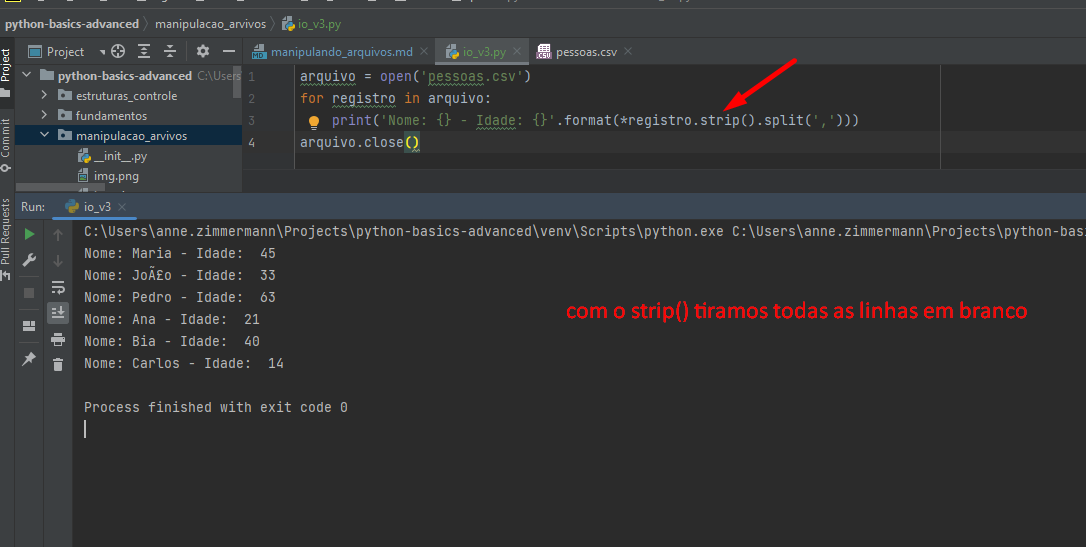 python-basics-advanced manipulacao_arvivos io_v3.py
Project
manipulando_arquivos.md io_v3.py pessoas.csv
Project
Commit
Pull Requests
python-basics-advanced C:\Users
estruturas_controle
fundamentos
manipulacao_arvivos
__init__.py
img.png
1 arquivo = open('pessoas.csv')
2 for registro in arquivo:
3 print('Nome: {} - Idade: {}'.format(*registro.strip().split(',')))
4 arquivo.close()
Run: io_v3
C:\Users\anne.zimmermann\Projects\python-basics-advanced\venv\Scripts\python.exe C:\Users\anne.zimmermann\Projects\python-bas
Nome: Maria - Idade:  45
Nome: JoÃ£o - Idade:  33
Nome: Pedro - Idade:  63
Nome: Ana - Idade:  21
Nome: Bia - Idade:  40
Nome: Carlos - Idade:  14
com o strip() tiramos todas as linhas em branco
Process finished with exit code 0